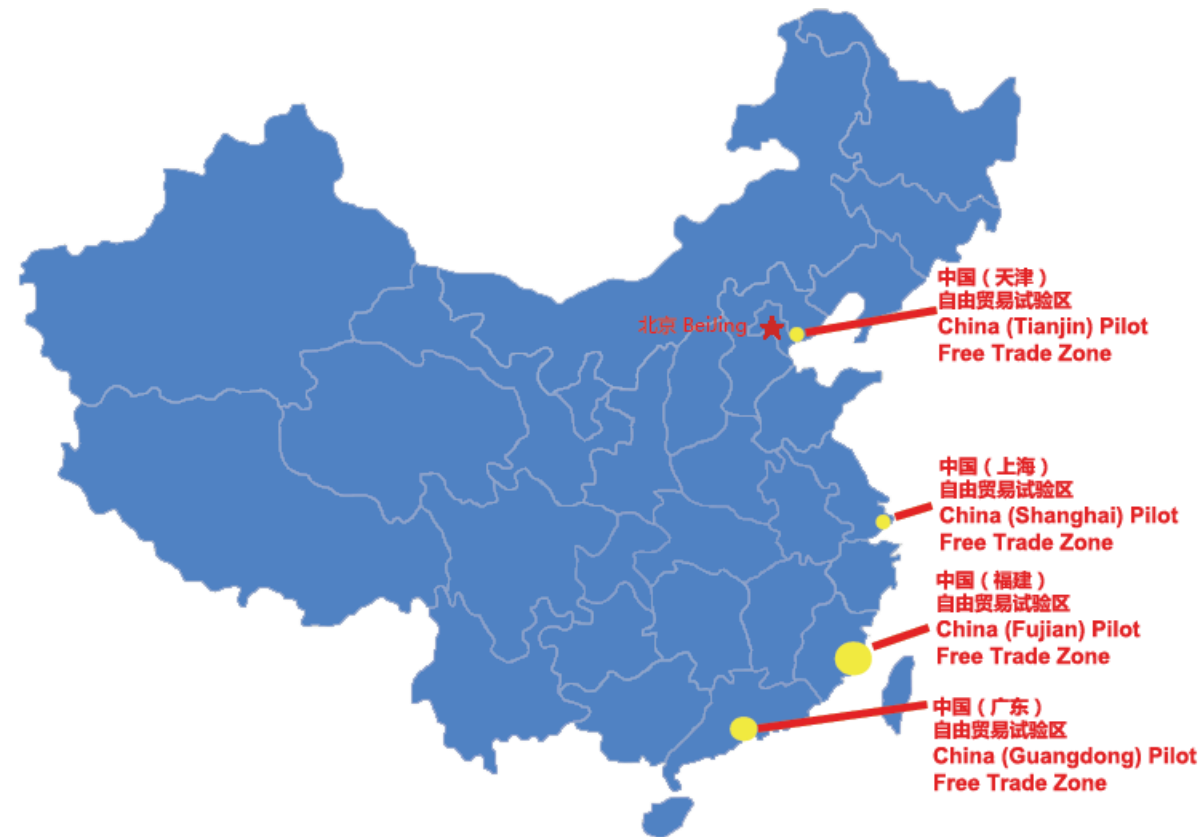 中国（天津）
自由贸易试验区
China (Tianjin) Pilot
Free Trade Zone
北京 BeiJing
中国（上海）
自由贸易试验区
China (Shanghai) Pilot
Free Trade Zone
中国（福建）
自由贸易试验区
China (Fujian) Pilot
Free Trade Zone
中国（广东）
自由贸易试验区
China (Guangdong) Pilot
Free Trade Zone